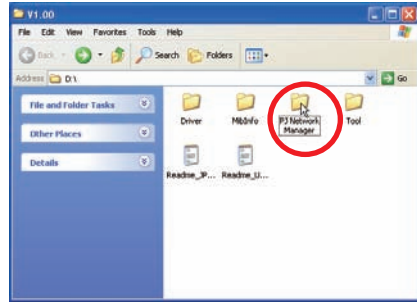 V1.00
File Edit View Favorites Tools Help
Back Search Folders
Address D:\
Go
File and Folder Tasks
Other Places
Details
Driver MibInfo PJ Network Manager Tool
Readme_JP... Readme_U...